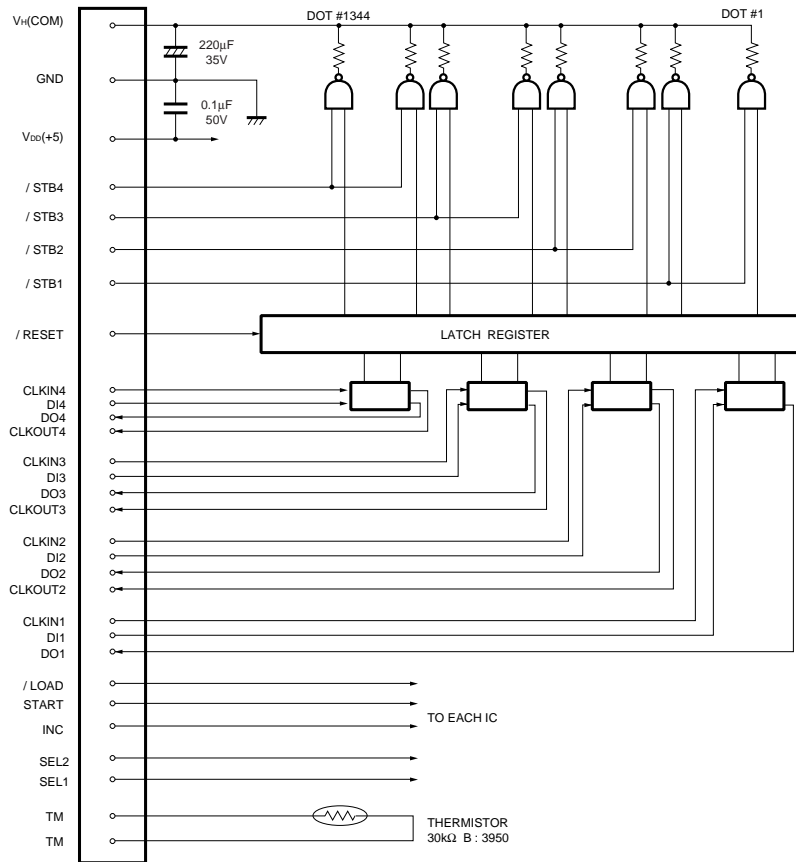 VH(COM)
DOT #1344
DOT #1
220µF
35V
GND
0.1µF
50V
VDD(+5)
/ STB4
/ STB3
/ STB2
/ STB1
/ RESET
LATCH REGISTER
CLKIN4
DI4
DO4
CLKOUT4
CLKIN3
DI3
DO3
CLKOUT3
CLKIN2
DI2
DO2
CLKOUT2
CLKIN1
DI1
DO1
/ LOAD
START
TO EACH IC
INC
SEL2
SEL1
TM
THERMISTOR
30kΩ B : 3950
TM